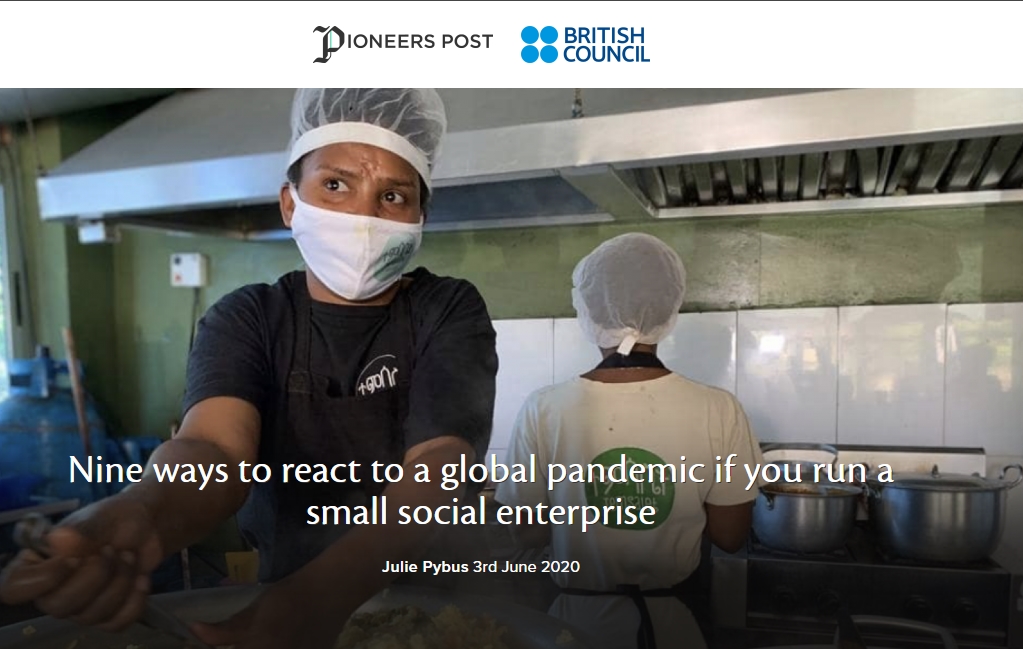 PIONEERS POST
BRITISH
COUNCIL
Nine ways to react to a global pandemic if you run a
small social enterprise
Julie Pybus 3rd June 2020